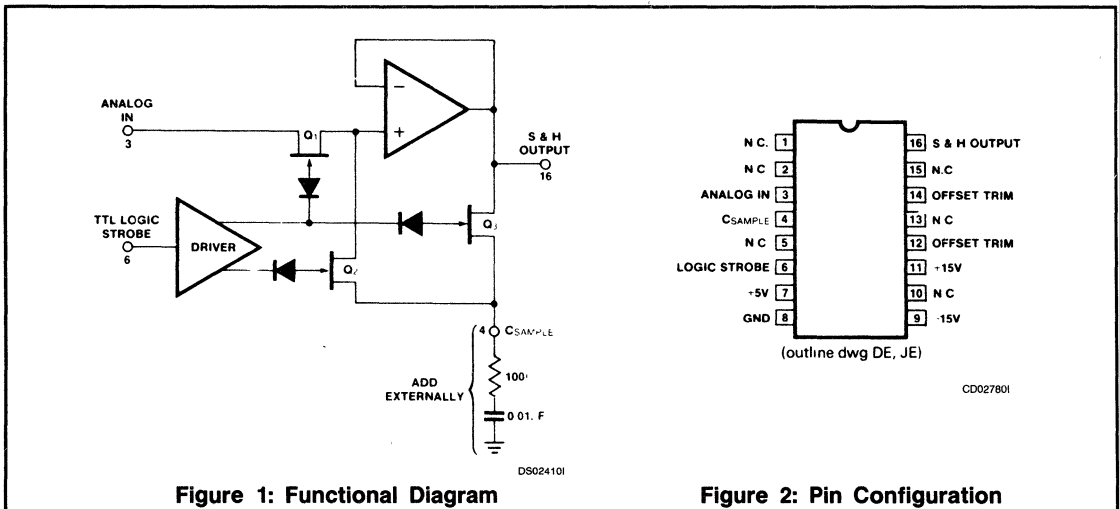 ANALOG
IN
3
Q1
−
+
S & H
OUTPUT
16
TTL LOGIC
STROBE
6
DRIVER
Q2
Q3
4 CSAMPLE
100
ADD
EXTERNALLY
0 01. F
DS02410I
Figure 1: Functional Diagram
N C. 1
N C 2
ANALOG IN 3
CSAMPLE 4
N C 5
LOGIC STROBE 6
+5V 7
GND 8
16 S & H OUTPUT
15 N.C
14 OFFSET TRIM
13 N C
12 OFFSET TRIM
11 +15V
10 N C
9 -15V
(outline dwg DE, JE)
CD02780I
Figure 2: Pin Configuration